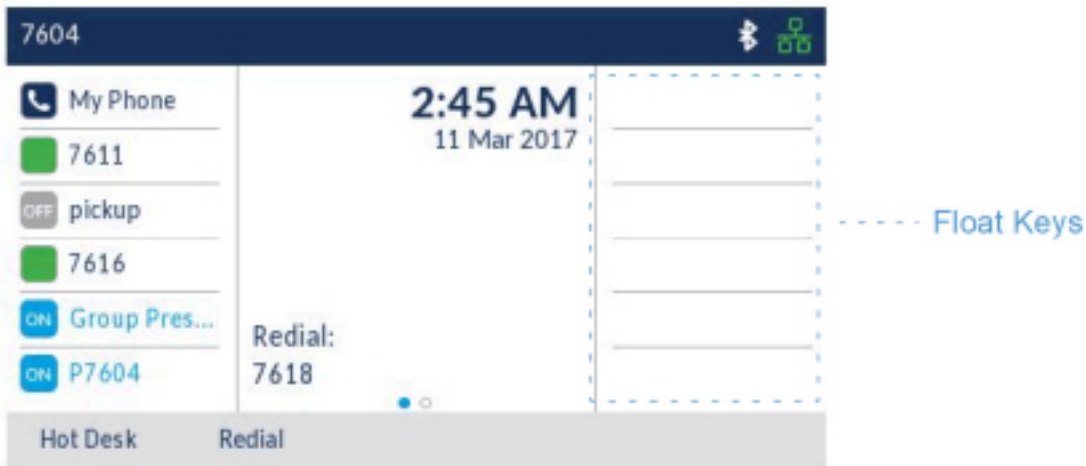 7604
My Phone
7611
OFF pickup
7616
ON Group Pres...
ON P7604
2:45 AM
11 Mar 2017
Redial:
7618
Float Keys
Hot Desk Redial